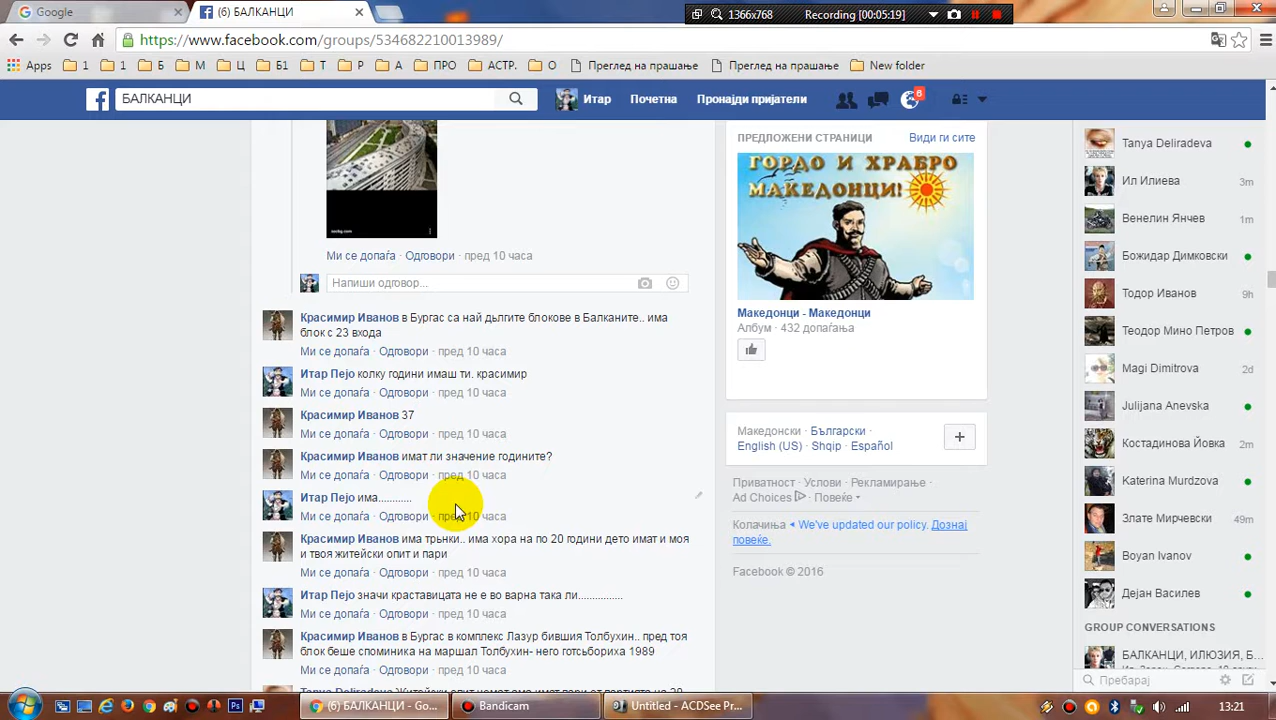 Google
(6) БАЛКАНЦИ
1366x768
Recording [00:05:19]
https://www.facebook.com/groups/534682210013989/
Apps
1
1
Б
М
Ц
Б1
Т
Р
А
ПРО
АСТР.
О
Преглед на прашање
Преглед на прашање
New folder
БАЛКАНЦИ
Итар
Почетна
Пронајди пријатели
8
Ми се допаѓа · Одговори · пред 10 часа
Напиши одговор...
Красимир Иванов в Бургас са най дългите блокове в Балканите.. има
блок с 23 входа
Ми се допаѓа · Одговори · пред 10 часа
Итар Пејо колку години имаш ти. красимир
Ми се допаѓа · Одговори · пред 10 часа
Красимир Иванов 37
Ми се допаѓа · Одговори · пред 10 часа
Красимир Иванов имат ли значение годините?
Ми се допаѓа · Одговори · пред 10 часа
Итар Пејо има...........
Ми се допаѓа · Одговори · пред 10 часа
Красимир Иванов има трънки.. има хора на по 20 години дето имат и моя
и твоя житейски опит и пари
Ми се допаѓа · Одговори · пред 10 часа
Итар Пејо значи краставицата не е во варна така ли...............
Ми се допаѓа · Одговори · пред 10 часа
Красимир Иванов в Бургас в комплекс Лазур бившия Толбухин.. пред тоя
блок беше споминика на маршал Толбухин- него готсьбориха 1989
Ми се допаѓа · Одговори · пред 10 часа
ПРЕДЛОЖЕНИ СТРАНИЦИ
Види ги сите
ГОРДО И ХРАБРО
МАКЕДОНЦИ!
Македонци - Македонци
Албум · 432 допаѓања
Македонски · Български ·
English (US) · Shqip · Español
Приватност · Услови · Рекламирање ·
Ad Choices · Повеќе
Колачиња
We've updated our policy. Дознај
повеќе.
Facebook © 2016
Tanya Deliradeva
Ил Илиева
3m
Венелин Янчев
1m
Божидар Димковски
Тодор Иванов
9h
Теодор Мино Петров
Magi Dimitrova
2d
Julijana Anevska
Костадинова Йовка
2m
Katerina Murdzova
Злате Мирчевски
49m
Boyan Ivanov
Дејан Василев
GROUP CONVERSATIONS
БАЛКАНЦИ, ИЛЮЗИЯ, Б...
Пребарај
(6) БАЛКАНЦИ - Go...
Bandicam
Untitled - ACDSee Pr...
13:21